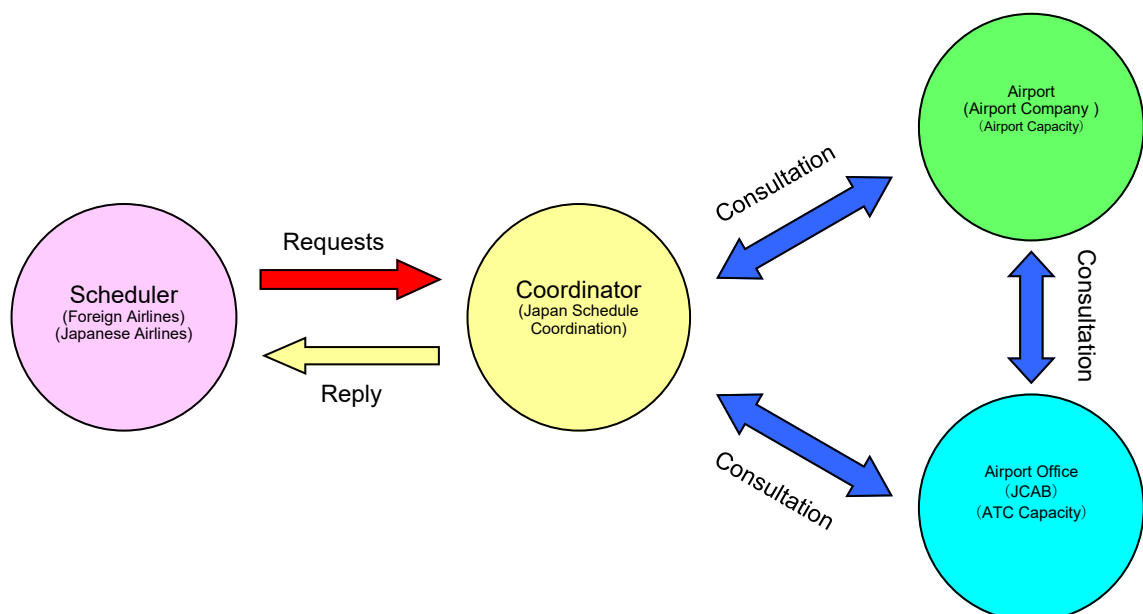 Scheduler
(Foreign Airlines)
(Japanese Airlines)
Requests
Reply
Coordinator
(Japan Schedule
Coordination)
Consultation
Consultation
Airport
(Airport Company )
（Airport Capacity）
Consultation
Airport Office
（JCAB）
（ATC Capacity）